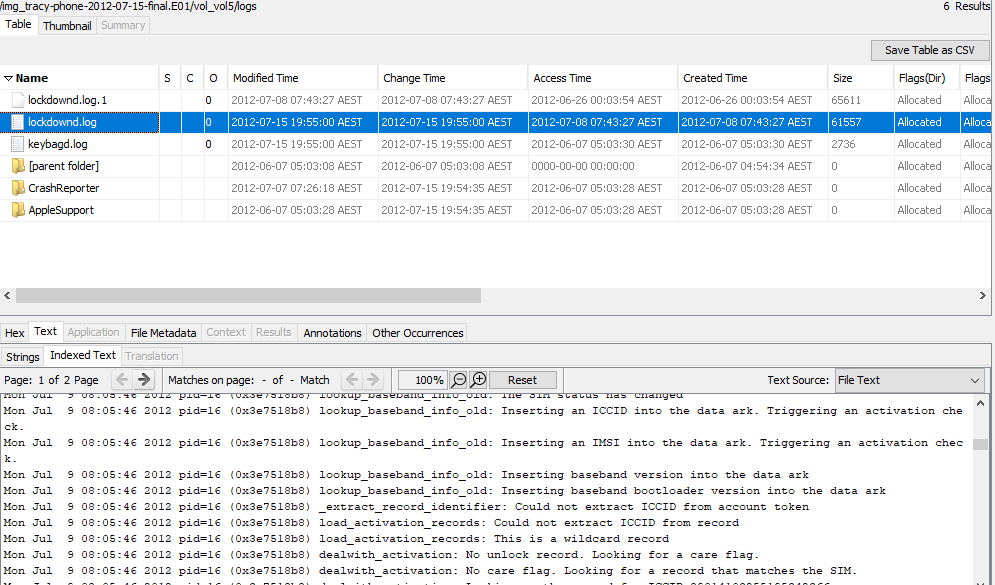 /img_tracy-phone-2012-07-15-final.E01/vol_vol5/logs 6 Results
Table Thumbnail Summary
Save Table as CSV
Name S C O Modified Time Change Time Access Time Created Time Size Flags(Dir) Flags
lockdownd.log.1 0 2012-07-08 07:43:27 AEST 2012-07-08 07:43:27 AEST 2012-06-26 00:03:54 AEST 2012-06-26 00:03:54 AEST 65611 Allocated Alloca
lockdownd.log 0 2012-07-15 19:55:00 AEST 2012-07-15 19:55:00 AEST 2012-07-08 07:43:27 AEST 2012-07-08 07:43:27 AEST 61557 Allocated Alloca
keybagd.log 0 2012-07-15 19:55:00 AEST 2012-07-15 19:55:00 AEST 2012-06-07 05:03:30 AEST 2012-06-07 05:03:30 AEST 2736 Allocated Alloca
[parent folder] 2012-06-07 05:03:08 AEST 2012-06-07 05:03:08 AEST 0000-00-00 00:00:00 2012-06-07 04:54:34 AEST 0 Allocated Alloca
CrashReporter 2012-07-07 07:26:18 AEST 2012-07-15 19:54:35 AEST 2012-06-07 05:03:28 AEST 2012-06-07 05:03:28 AEST 0 Allocated Alloca
AppleSupport 2012-06-07 05:03:28 AEST 2012-07-15 19:54:35 AEST 2012-06-07 05:03:28 AEST 2012-06-07 05:03:28 AEST 0 Allocated Alloca
Hex Text Application File Metadata Context Results Annotations Other Occurrences
Strings Indexed Text Translation
Page: 1 of 2 Page Matches on page: - of - Match 100% Reset Text Source: File Text
Mon Jul 9 08:05:46 2012 pid=16 (0x3e7518b8) lookup_baseband_info_old: The SIM status has changed
Mon Jul 9 08:05:46 2012 pid=16 (0x3e7518b8) lookup_baseband_info_old: Inserting an ICCID into the data ark. Triggering an activation che
ck.
Mon Jul 9 08:05:46 2012 pid=16 (0x3e7518b8) lookup_baseband_info_old: Inserting an IMSI into the data ark. Triggering an activation chec
k.
Mon Jul 9 08:05:46 2012 pid=16 (0x3e7518b8) lookup_baseband_info_old: Inserting baseband version into the data ark
Mon Jul 9 08:05:46 2012 pid=16 (0x3e7518b8) lookup_baseband_info_old: Inserting baseband bootloader version into the data ark
Mon Jul 9 08:05:46 2012 pid=16 (0x3e7518b8) _extract_record_identifier: Could not extract ICCID from account token
Mon Jul 9 08:05:46 2012 pid=16 (0x3e7518b8) load_activation_records: Could not extract ICCID from record
Mon Jul 9 08:05:46 2012 pid=16 (0x3e7518b8) load_activation_records: This is a wildcard record
Mon Jul 9 08:05:46 2012 pid=16 (0x3e7518b8) dealwith_activation: No unlock record. Looking for a care flag.
Mon Jul 9 08:05:46 2012 pid=16 (0x3e7518b8) dealwith_activation: No care flag. Looking for a record that matches the SIM.